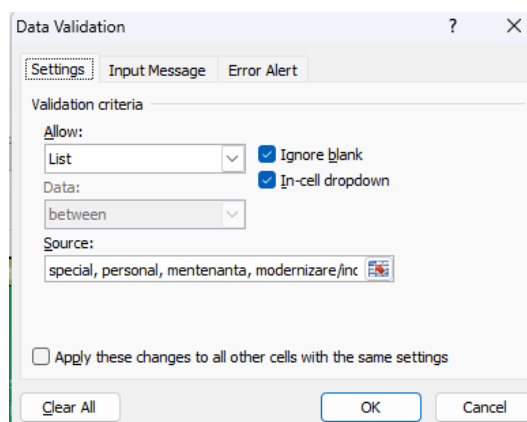 Data Validation ? X
Settings Input Message Error Alert
Validation criteria
Allow:
List
Ignore blank
Data:
In-cell dropdown
between
Source:
special, personal, mentenanta, modernizare/inc
Apply these changes to all other cells with the same settings
Clear All OK Cancel